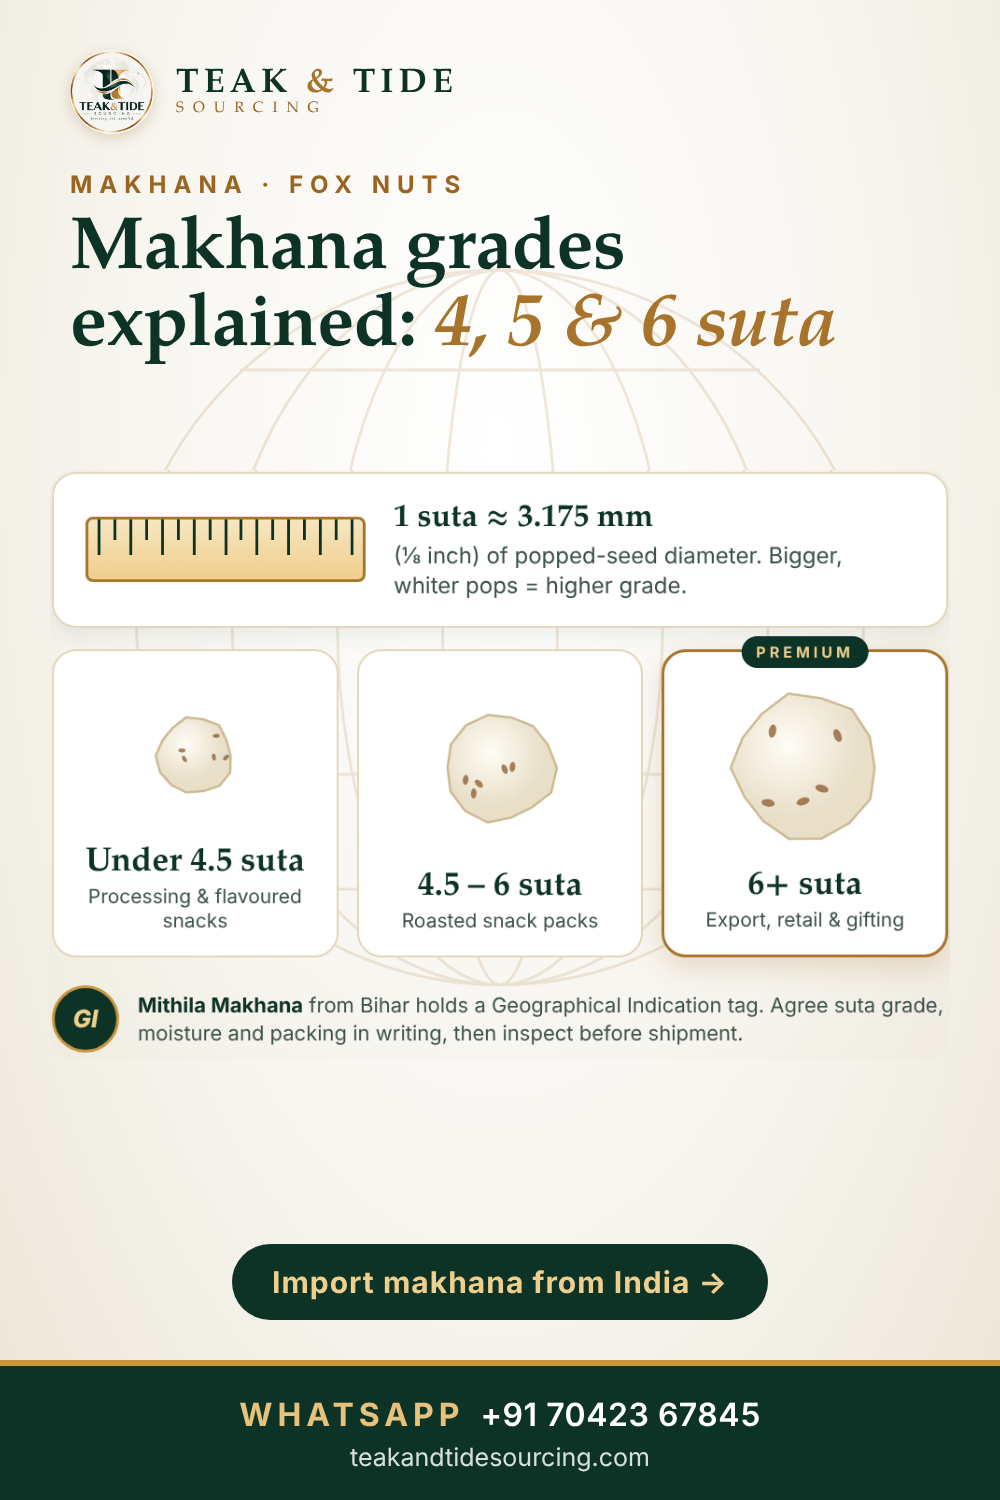 TEAK & TIDE
SOURCING
TEAK&TIDE
SOURCING
MAKHANA · FOX NUTS
Makhana grades
explained: 4, 5 & 6 suta
1 suta ≈ 3.175 mm
(⅛ inch) of popped-seed diameter. Bigger,
whiter pops = higher grade.
Under 4.5 suta
Processing & flavoured
snacks
4.5 – 6 suta
Roasted snack packs
PREMIUM
6+ suta
Export, retail & gifting
GI
Mithila Makhana from Bihar holds a Geographical Indication tag. Agree suta grade,
moisture and packing in writing, then inspect before shipment.
Import makhana from India →
WHATSAPP +91 70423 67845
teakandtidesourcing.com